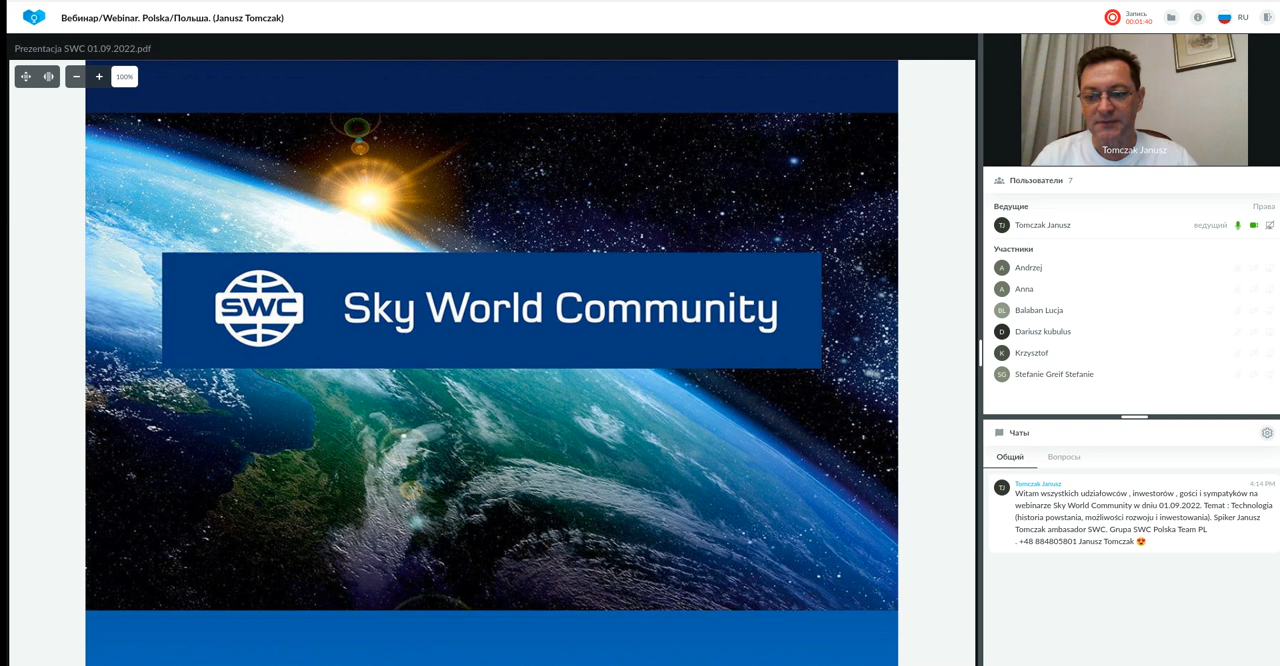 Вебинар/Webinar. Polska/Польша. (Janusz Tomczak)
Запись
00:01:40
RU
Prezentacja SWC 01.09.2022.pdf
100%
SWC
Sky World Community
Tomczak Janusz
Пользователи 7
Ведущие
Права
TJ
Tomczak Janusz
ведущий
Участники
A
Andrzej
A
Anna
BL
Balaban Lucja
D
Dariusz kubulus
K
Krzysztof
SG
Stefanie Greif Stefanie
Чаты
Общий
Вопросы
TJ
Tomczak Janusz
4:14 PM
Witam wszystkich udziałowców , inwestorów , gości i sympatyków na
webinarze Sky World Community w dniu 01.09.2022. Temat : Technologia
(historia powstania, możliwości rozwoju i inwestowania). Spiker Janusz
Tomczak ambasador SWC. Grupa SWC Polska Team PL
. +48 884805801 Janusz Tomczak 😍